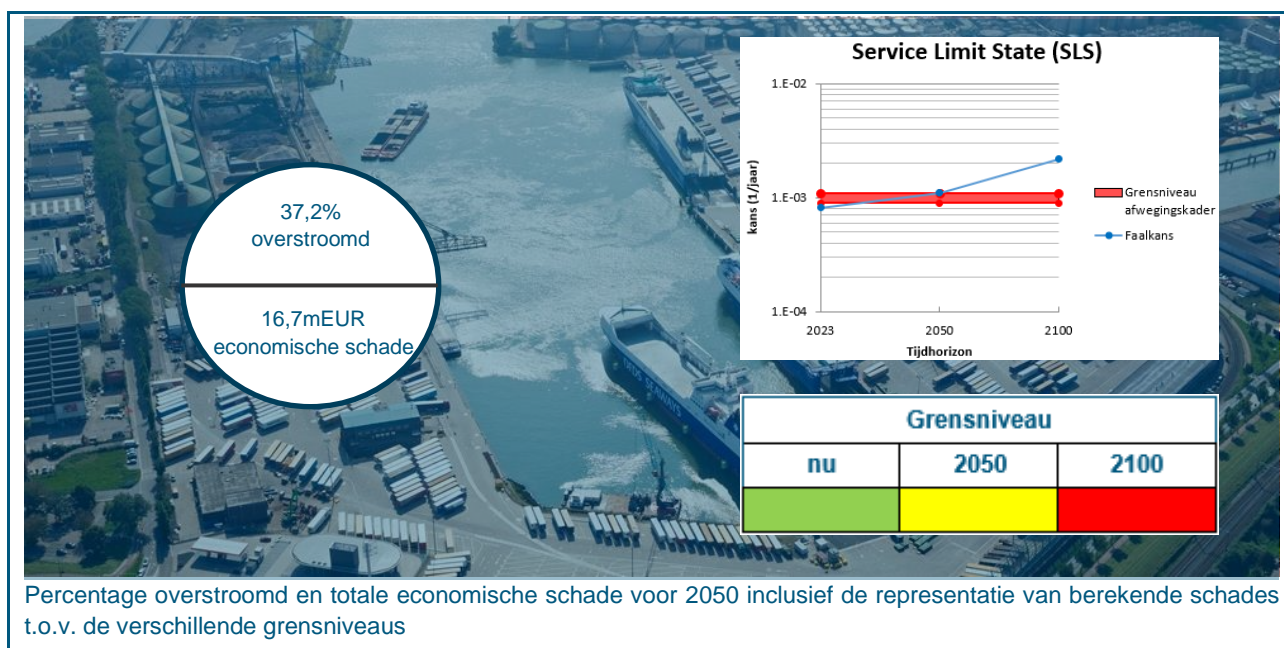 37,2%
overstroomd
16,7mEUR
economische schade
Service Limit State (SLS)
kans (1/jaar)
1.E-02
1.E-03
1.E-04
2023
2050
2100
Tijdhorizon
Grensniveau
afwegingskader
Faalkans
Grensniveau
nu
2050
2100
DFDS SEAWAYS
Percentage overstroomd en totale economische schade voor 2050 inclusief de representatie van berekende schades
t.o.v. de verschillende grensniveaus